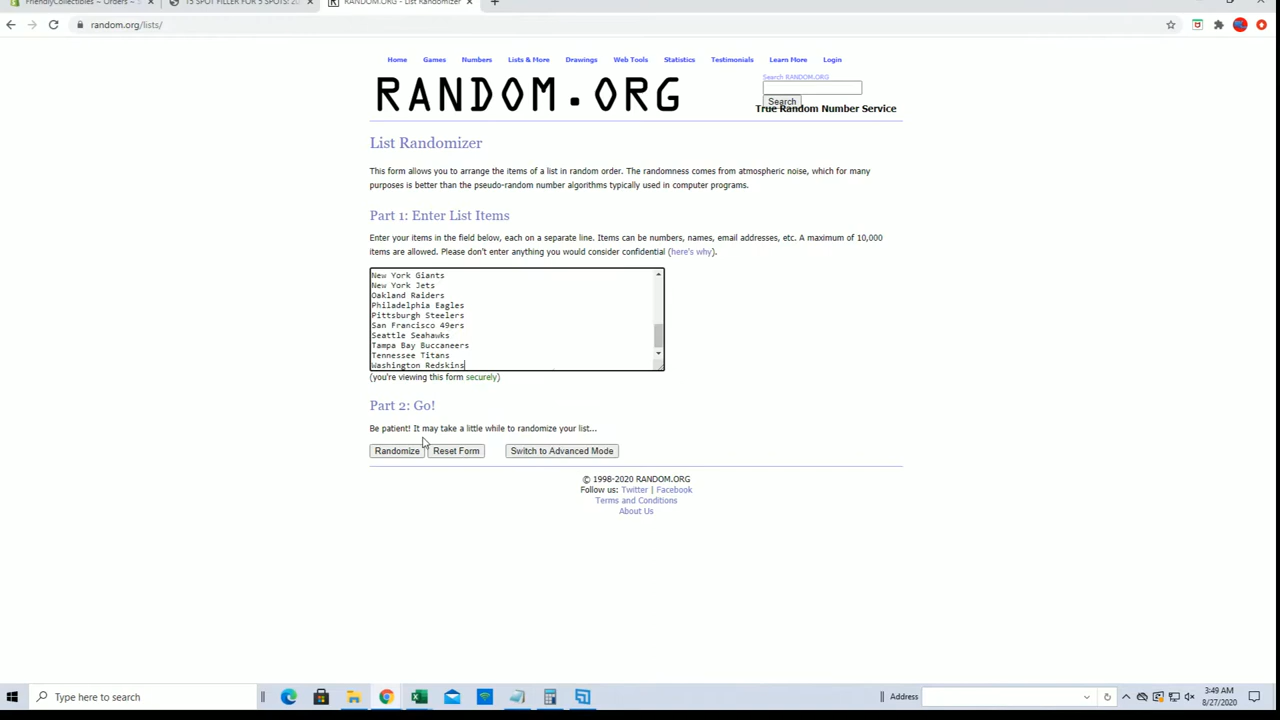 FriendlyCollectibles ~ Orders ~ S
15 SPOT FILLER FOR 5 SPOTS: 2
RANDOM.ORG - List Randomizer
random.org/lists/
Home Games Numbers Lists & More Drawings Web Tools Statistics Testimonials Learn More Login
RANDOM.ORG
Search RANDOM.ORG
Search
True Random Number Service
List Randomizer
This form allows you to arrange the items of a list in random order. The randomness comes from atmospheric noise, which for many
purposes is better than the pseudo-random number algorithms typically used in computer programs.
Part 1: Enter List Items
Enter your items in the field below, each on a separate line. Items can be numbers, names, email addresses, etc. A maximum of 10,000
items are allowed. Please don't enter anything you would consider confidential (here's why).
New York Giants
New York Jets
Oakland Raiders
Philadelphia Eagles
Pittsburgh Steelers
San Francisco 49ers
Seattle Seahawks
Tampa Bay Buccaneers
Tennessee Titans
Washington Redskins
(you're viewing this form securely)
Part 2: Go!
Be patient! It may take a little while to randomize your list...
Randomize Reset Form Switch to Advanced Mode
© 1998-2020 RANDOM.ORG
Follow us: Twitter | Facebook
Terms and Conditions
About Us
Type here to search
Address
3:49 AM
8/27/2020